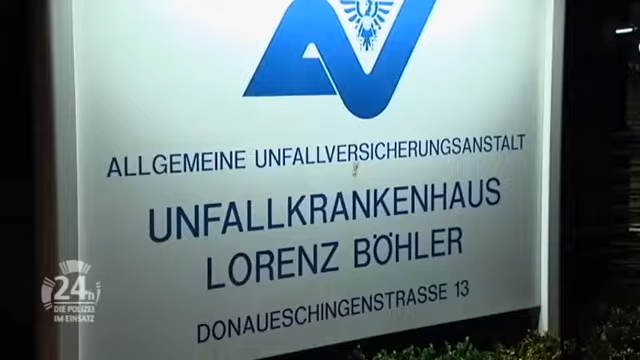 ALLGEMEINE UNFALLVERSICHERUNGSANSTALT
UNFALLKRANKENHAUS
LORENZ BÖHLER
DONAUESCHINGENSTRASSE 13
24h
DIE POLIZEI
IM EINSATZ